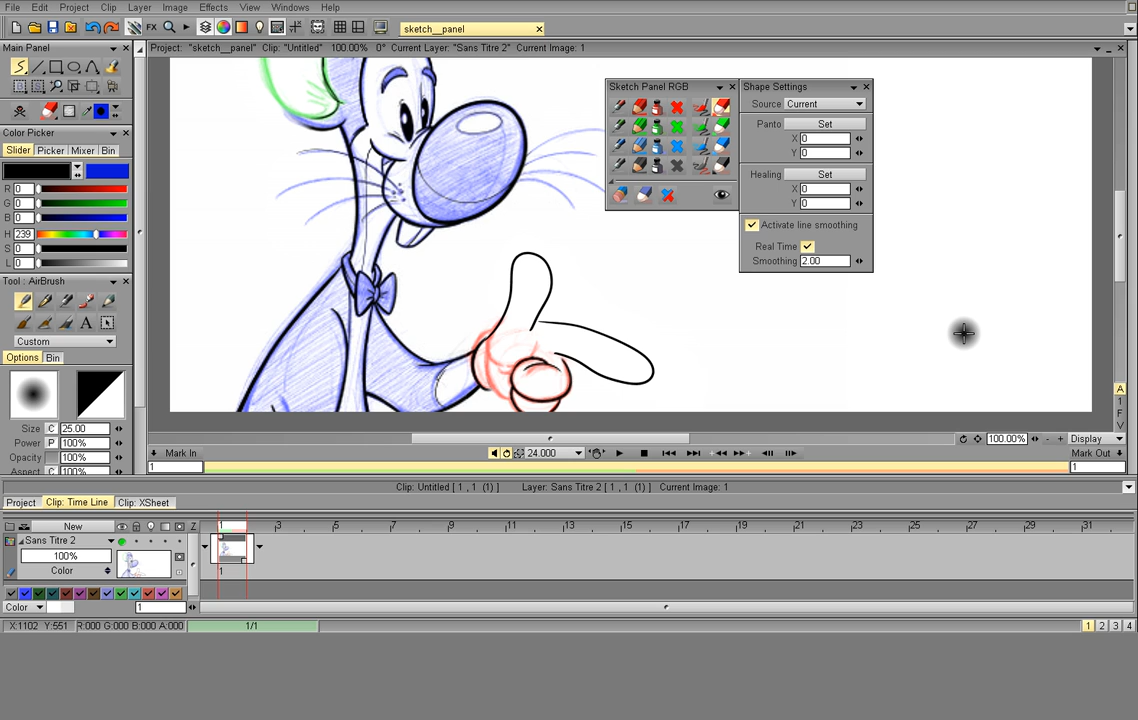 File Edit Project Clip Layer Image Effects View Windows Help
FX sketch__panel
Main Panel
Project: "sketch__panel" Clip: "Untitled" 100.00% 0° Current Layer: "Sans Titre 2" Current Image: 1
Color Picker
Slider Picker Mixer Bin
R 0
G 0
B 0
H 239
S 0
L 0
Tool : AirBrush
A
Custom
Options Bin
Size C 25.00
Power P 100%
Opacity 100%
Aspect C 100%
Sketch Panel RGB
Shape Settings
Source Current
Panto Set
X 0
Y 0
Healing Set
X 0
Y 0
Activate line smoothing
Real Time
Smoothing 2.00
A
1
F
V
100.00% - + Display
Mark In 24.000 Mark Out
1 1
Clip: Untitled [ 1 , 1 (1) ] Layer: Sans Titre 2 [ 1 , 1 (1) ] Current Image: 1
Project Clip: Time Line Clip: XSheet
New Z 1 3 5 7 9 11 13 15 17 19 21 23 25 27 29 31
Sans Titre 2
100%
Color 1
Color 1
X:1102 Y:551 R:000 G:000 B:000 A:000 1/1 1 2 3 4